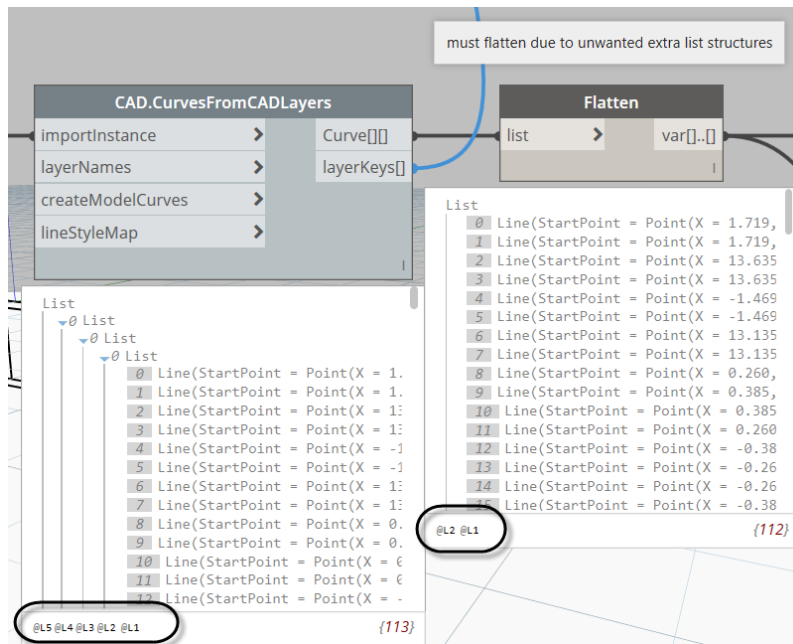 must flatten due to unwanted extra list structures
CAD.CurvesFromCADLayers
importInstance > Curve[][]
layerNames > layerKeys[]
createModelCurves >
lineStyleMap >
l
Flatten
list > var[]..[]
l
List
0 List
0 List
0 List
0 Line(StartPoint = Point(X = 1.
1 Line(StartPoint = Point(X = 1.
2 Line(StartPoint = Point(X = 13
3 Line(StartPoint = Point(X = 13
4 Line(StartPoint = Point(X = -1
5 Line(StartPoint = Point(X = -1
6 Line(StartPoint = Point(X = 13
7 Line(StartPoint = Point(X = 13
8 Line(StartPoint = Point(X = 0.
9 Line(StartPoint = Point(X = 0.
10 Line(StartPoint = Point(X = 0
11 Line(StartPoint = Point(X = 0
12 Line(StartPoint = Point(X = -
@L5 @L4 @L3 @L2 @L1 {113}
List
0 Line(StartPoint = Point(X = 1.719,
1 Line(StartPoint = Point(X = 1.719,
2 Line(StartPoint = Point(X = 13.635
3 Line(StartPoint = Point(X = 13.635
4 Line(StartPoint = Point(X = -1.469
5 Line(StartPoint = Point(X = -1.469
6 Line(StartPoint = Point(X = 13.135
7 Line(StartPoint = Point(X = 13.135
8 Line(StartPoint = Point(X = 0.260,
9 Line(StartPoint = Point(X = 0.385,
10 Line(StartPoint = Point(X = 0.385
11 Line(StartPoint = Point(X = 0.260
12 Line(StartPoint = Point(X = -0.38
13 Line(StartPoint = Point(X = -0.26
14 Line(StartPoint = Point(X = -0.26
15 Line(StartPoint = Point(X = -0.38
@L2 @L1 {112}